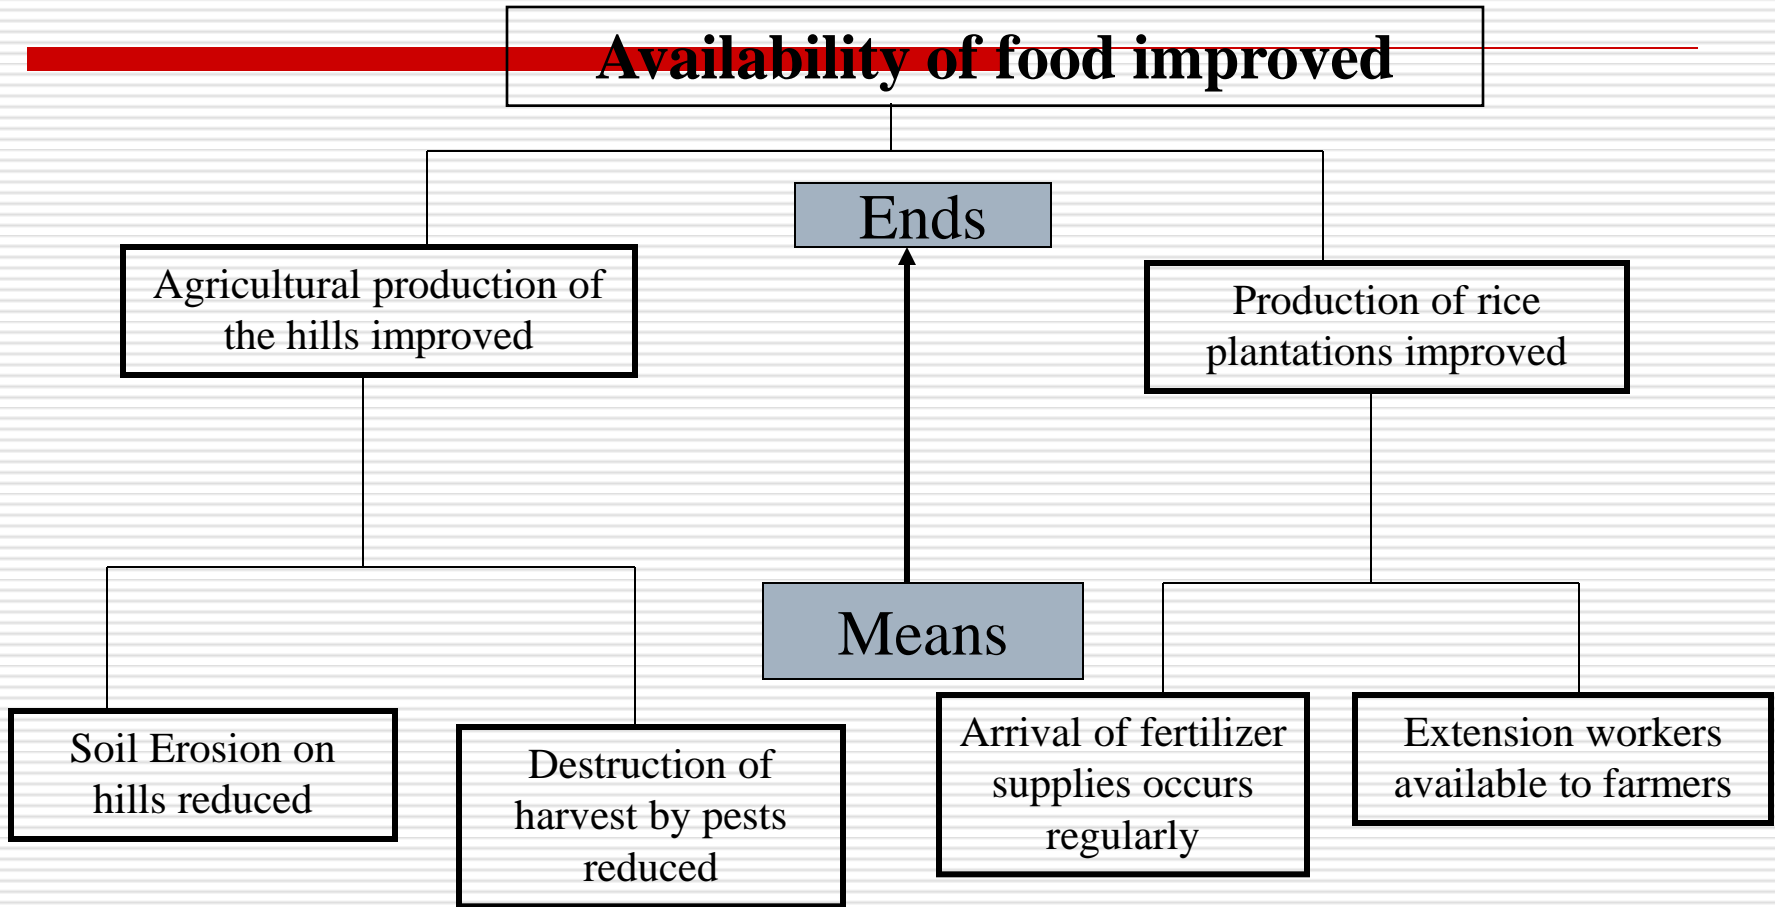 Availability of food improved
Ends
Agricultural production of
the hills improved
Production of rice
plantations improved
Means
Soil Erosion on
hills reduced
Destruction of
harvest by pests
reduced
Arrival of fertilizer
supplies occurs
regularly
Extension workers
available to farmers